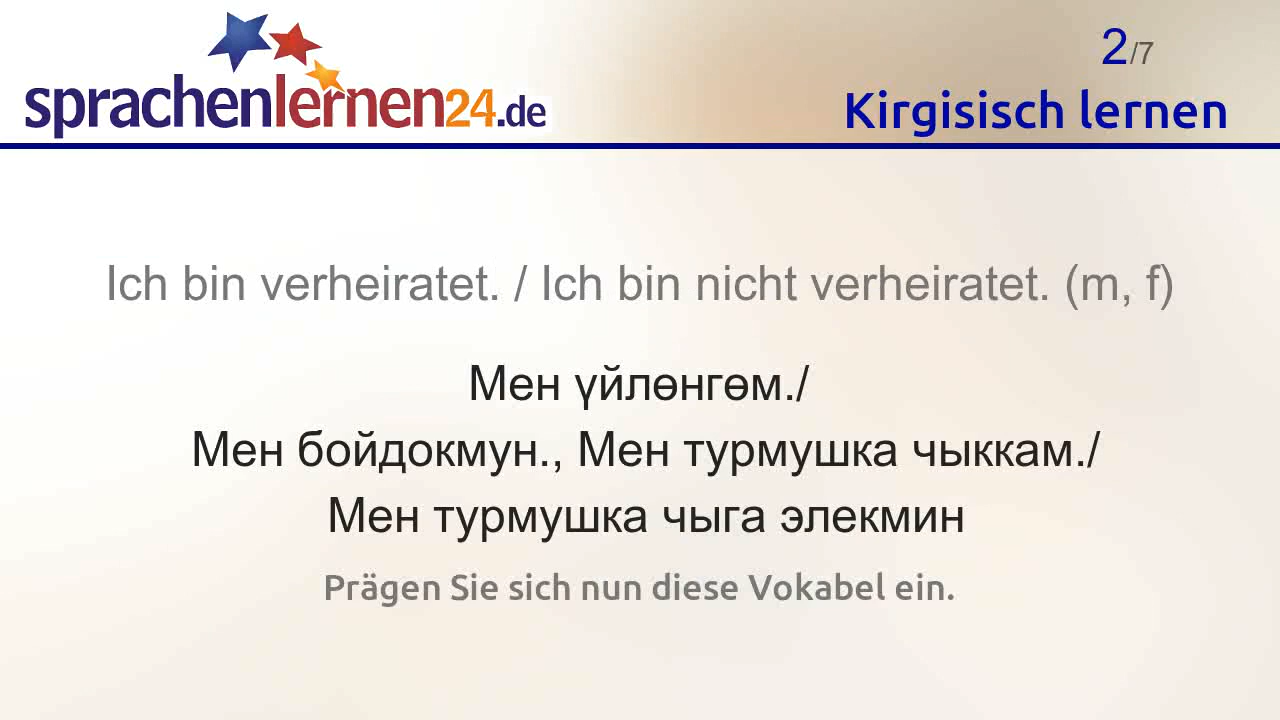 sprachenlernen24.de
2/7
Kirgisisch lernen
Ich bin verheiratet. / Ich bin nicht verheiratet. (m, f)
Мен үйлөнгөм./
Мен бойдокмун., Мен турмушка чыккам./
Мен турмушка чыга элекмин
Prägen Sie sich nun diese Vokabel ein.